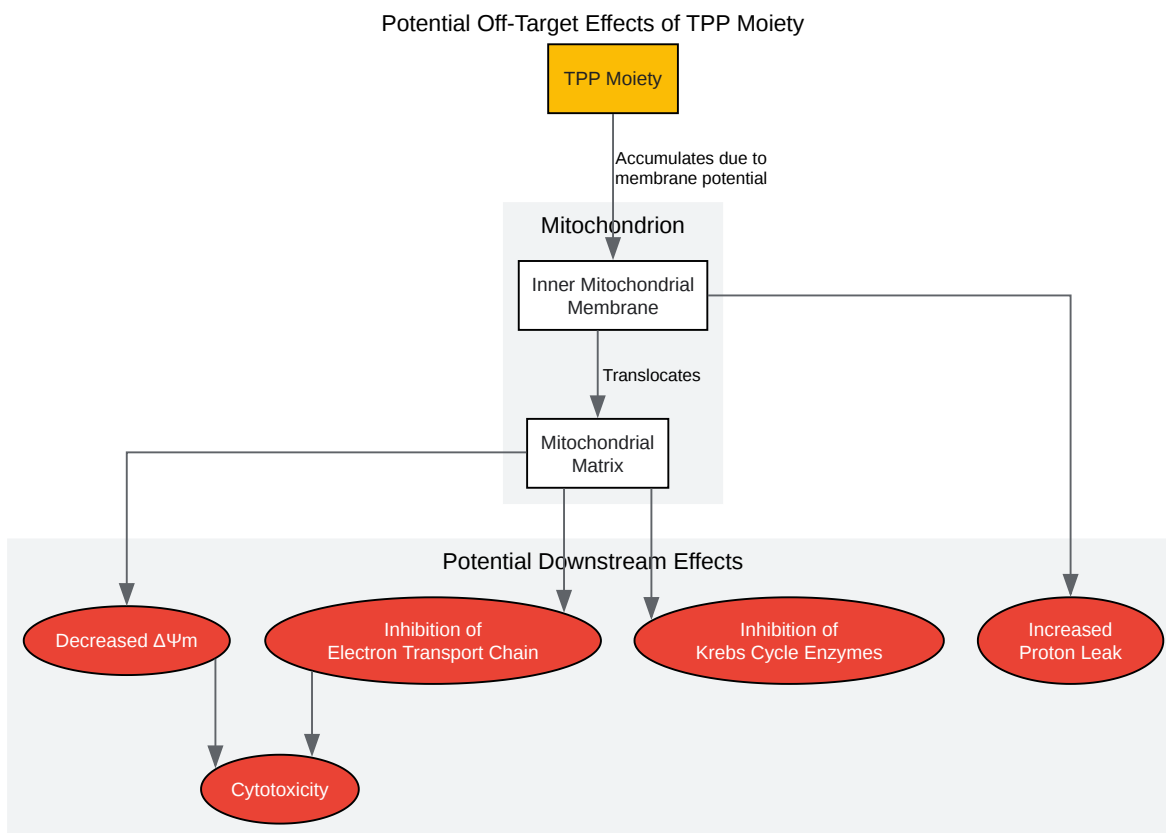 Potential Off-Target Effects of TPP Moiety
TPP Moiety
Accumulates due to
membrane potential
Mitochondrion
Inner Mitochondrial
Membrane
Translocates
Mitochondrial
Matrix
Potential Downstream Effects
Decreased ΔΨm
Inhibition of
Electron Transport Chain
Inhibition of
Krebs Cycle Enzymes
Increased
Proton Leak
Cytotoxicity